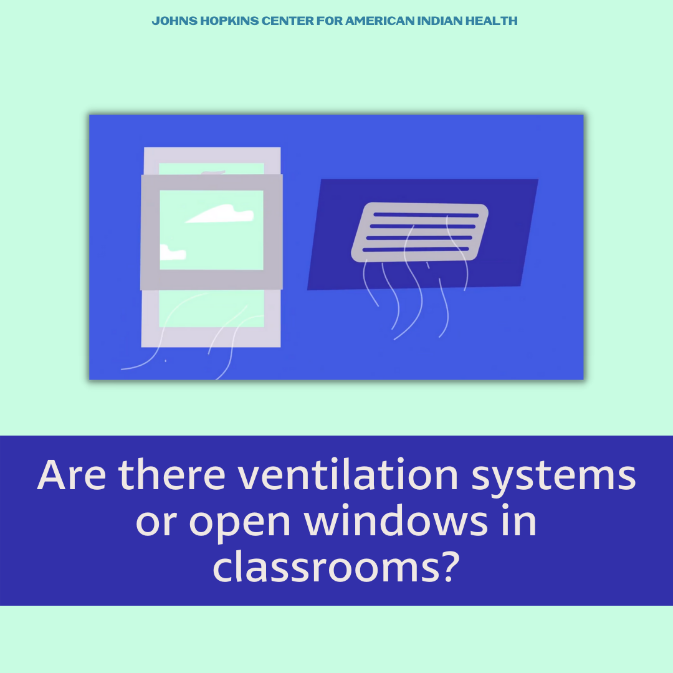 JOHNS HOPKINS CENTER FOR AMERICAN INDIAN HEALTH
Are there ventilation systems
or open windows in
classrooms?